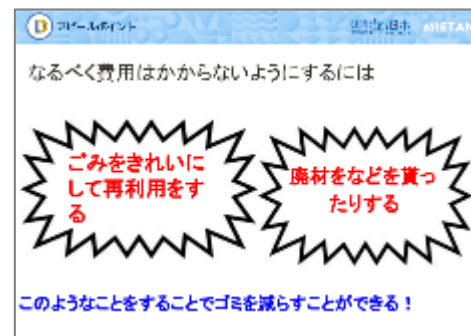 D アピールポイント
MIETAN
なるべく費用はかからないようにするには
ごみをきれいに
して再利用をす
る
廃材をなどを貰っ
たりする
このようなことをすることでゴミを減らすことができる！